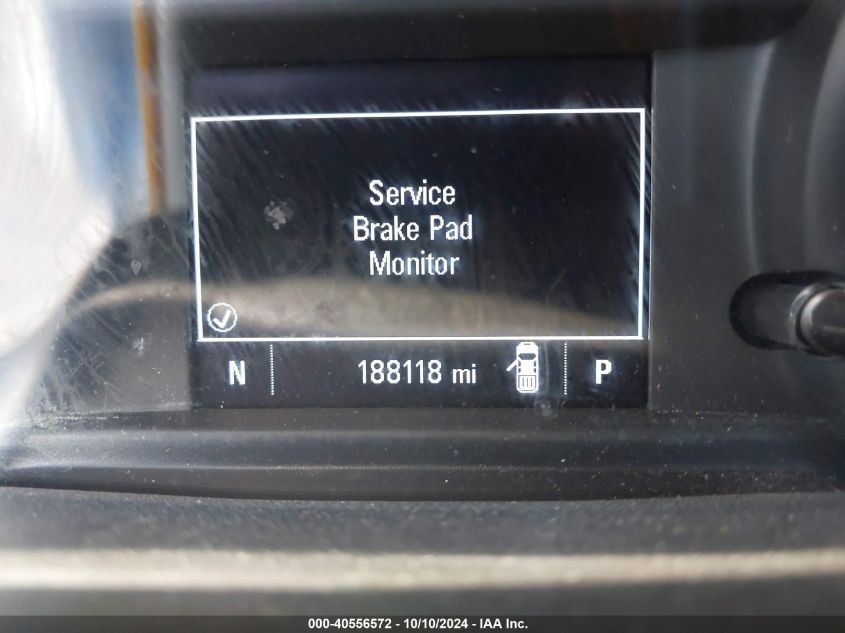 Service
Brake Pad
Monitor
N 188118 mi P
000-40556572 - 10/10/2024 - IAA Inc.